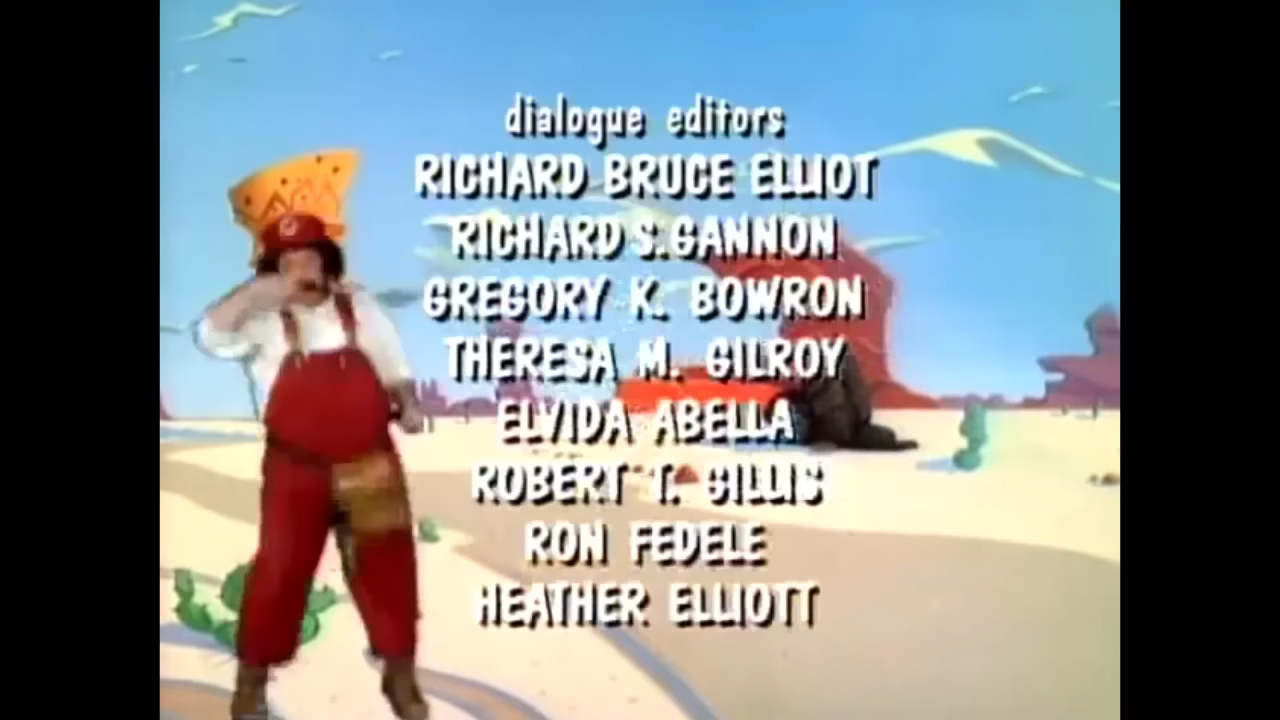 dialogue editors
RICHARD BRUCE ELLIOT
RICHARD S. GANNON
GREGORY K. BOWRON
THERESA M. GILROY
ELVIDA ABELLA
ROBERT T. GILLIS
RON FEDELE
HEATHER ELLIOTT